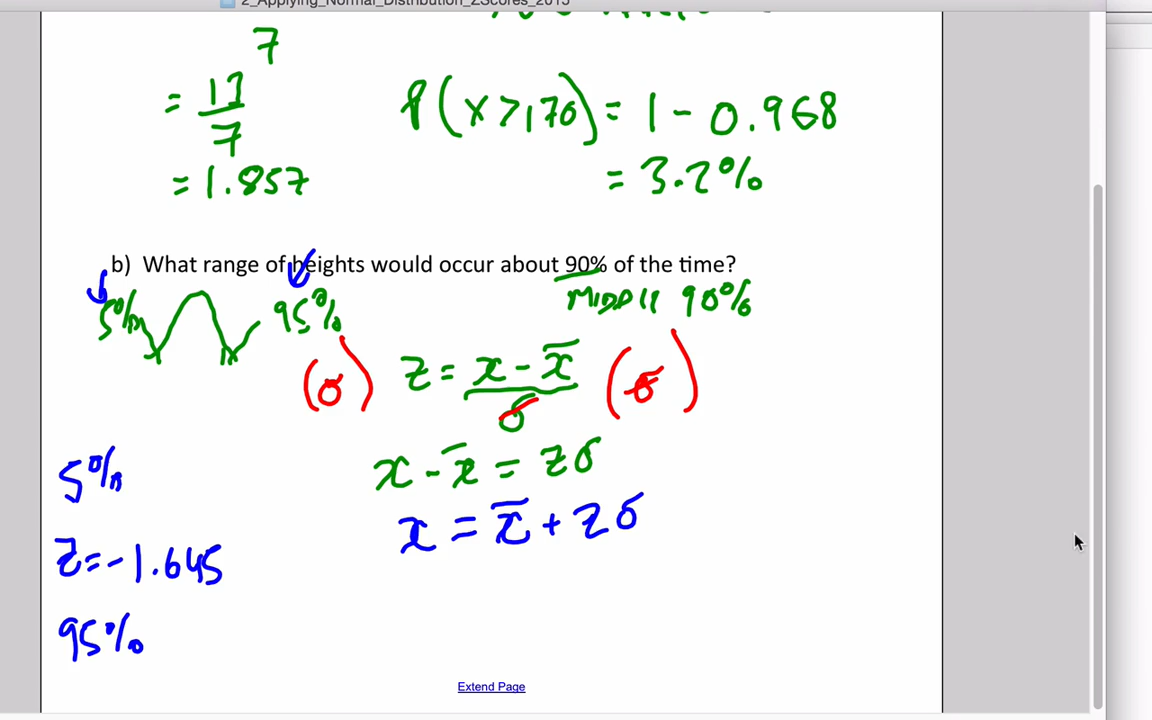 2_Applying_Normal_Distribution_ZScores_2013
7
= 13
7
= 1.857
P(x>170) = 1 - 0.968
= 3.2%
b) What range of heights would occur about 90% of the time?
5% 95%
MIDDLE 90%
(σ) z = x - x̄ (σ)
σ
x - x̄ = zσ
x = x̄ + zσ
5%
z = -1.645
95%
Extend Page